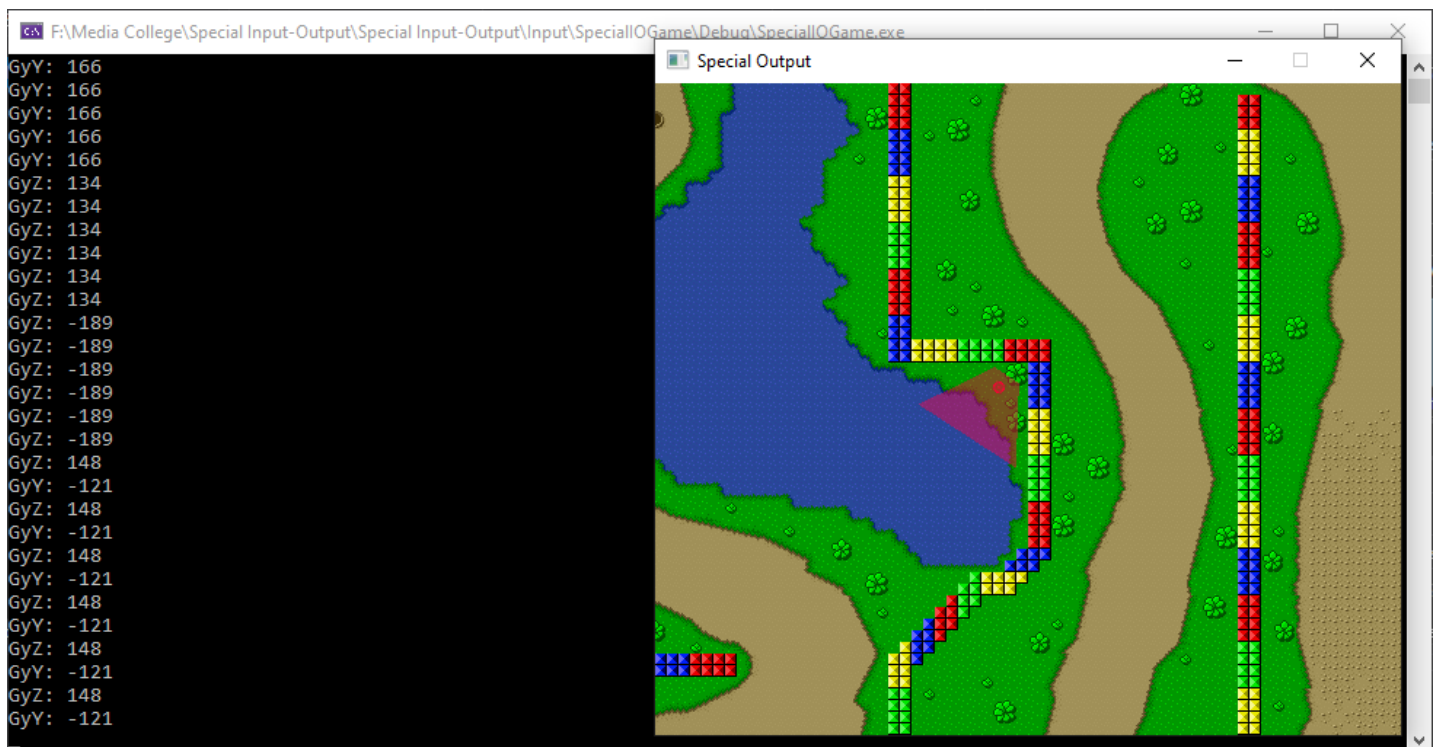 F:\Media College\Special Input-Output\Special Input-Output\Input\SpecialIOGame\Debug\SpecialIOGame.exe
Special Output
GyY: 166
GyY: 166
GyY: 166
GyY: 166
GyY: 166
GyZ: 134
GyZ: 134
GyZ: 134
GyZ: 134
GyZ: 134
GyZ: 134
GyZ: -189
GyZ: -189
GyZ: -189
GyZ: -189
GyZ: -189
GyZ: -189
GyZ: 148
GyY: -121
GyZ: 148
GyY: -121
GyZ: 148
GyY: -121
GyZ: 148
GyY: -121
GyZ: 148
GyY: -121
GyZ: 148
GyY: -121